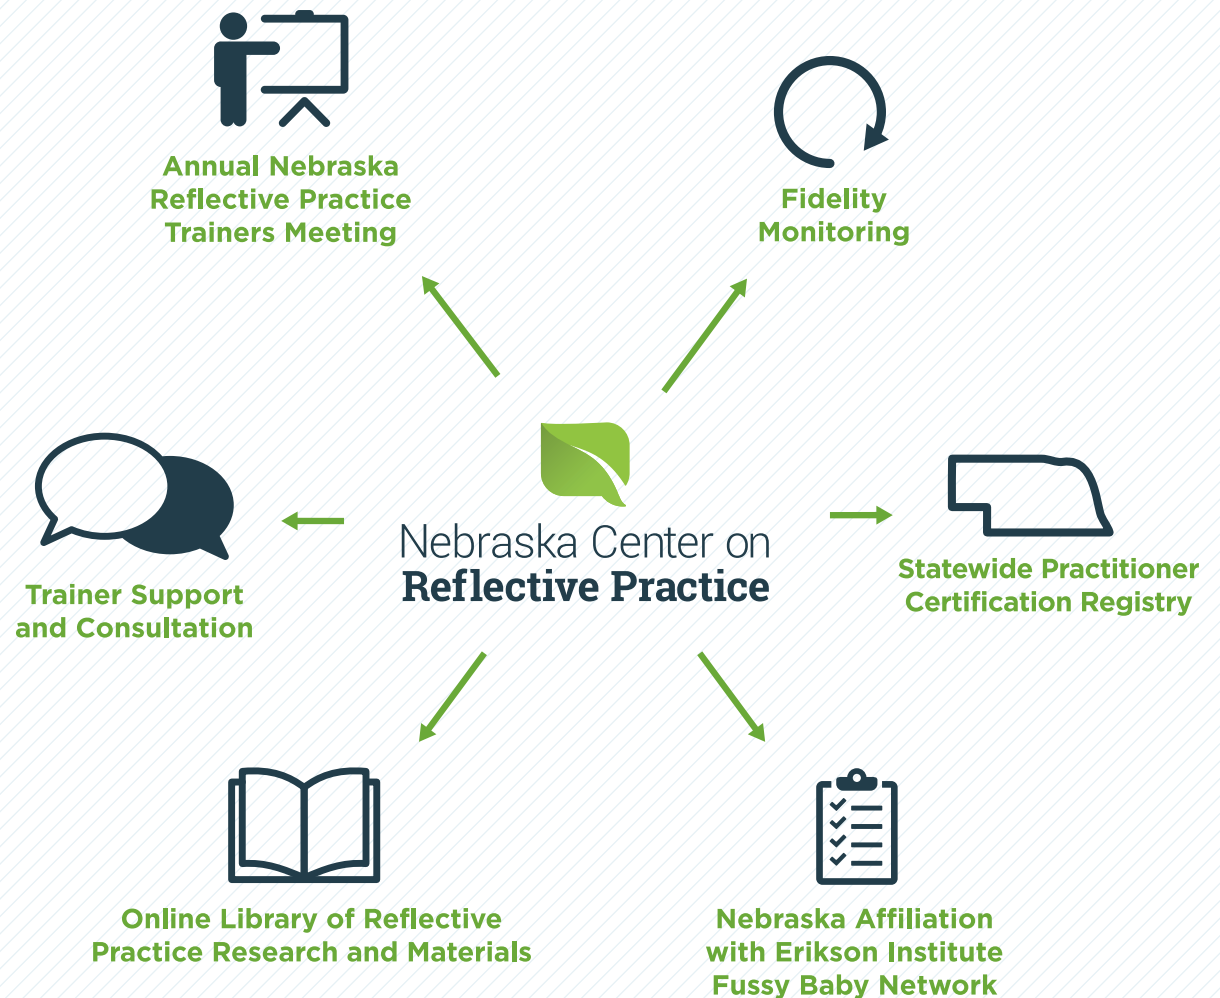 Annual Nebraska
Reflective Practice
Trainers Meeting
Fidelity
Monitoring
Nebraska Center on
Reflective Practice
Trainer Support
and Consultation
Statewide Practitioner
Certification Registry
Online Library of Reflective
Practice Research and Materials
Nebraska Affiliation
with Erikson Institute
Fussy Baby Network